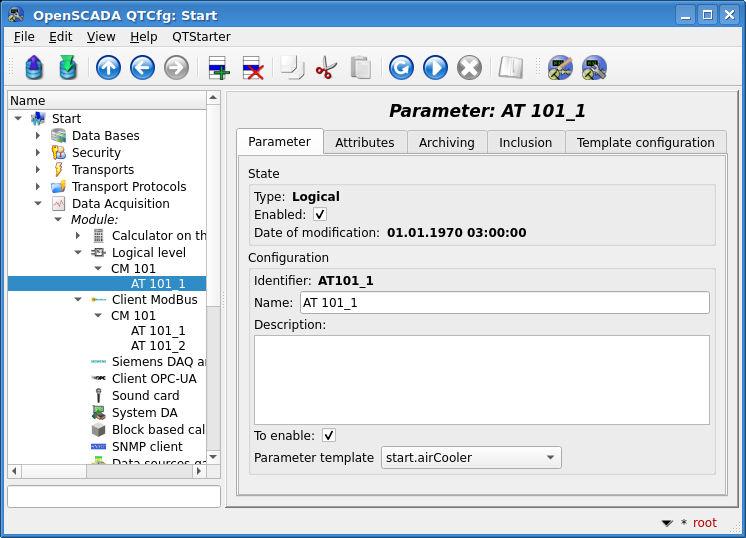 OpenSCADA QTCfg: Start
File Edit View Help QTStarter
Name
Start
Data Bases
Security
Transports
Transport Protocols
Data Acquisition
Module:
Calculator on th
Logical level
CM 101
AT 101_1
Client ModBus
CM 101
AT 101_1
AT 101_2
Siemens DAQ ar
Client OPC-UA
Sound card
System DA
Block based cal
SNMP client
Data sources ga
Parameter: AT 101_1
Parameter Attributes Archiving Inclusion Template configuration
State
Type: Logical
Enabled:
Date of modification: 01.01.1970 03:00:00
Configuration
Identifier: AT101_1
Name: AT 101_1
Description:
To enable:
Parameter template start.airCooler
* root